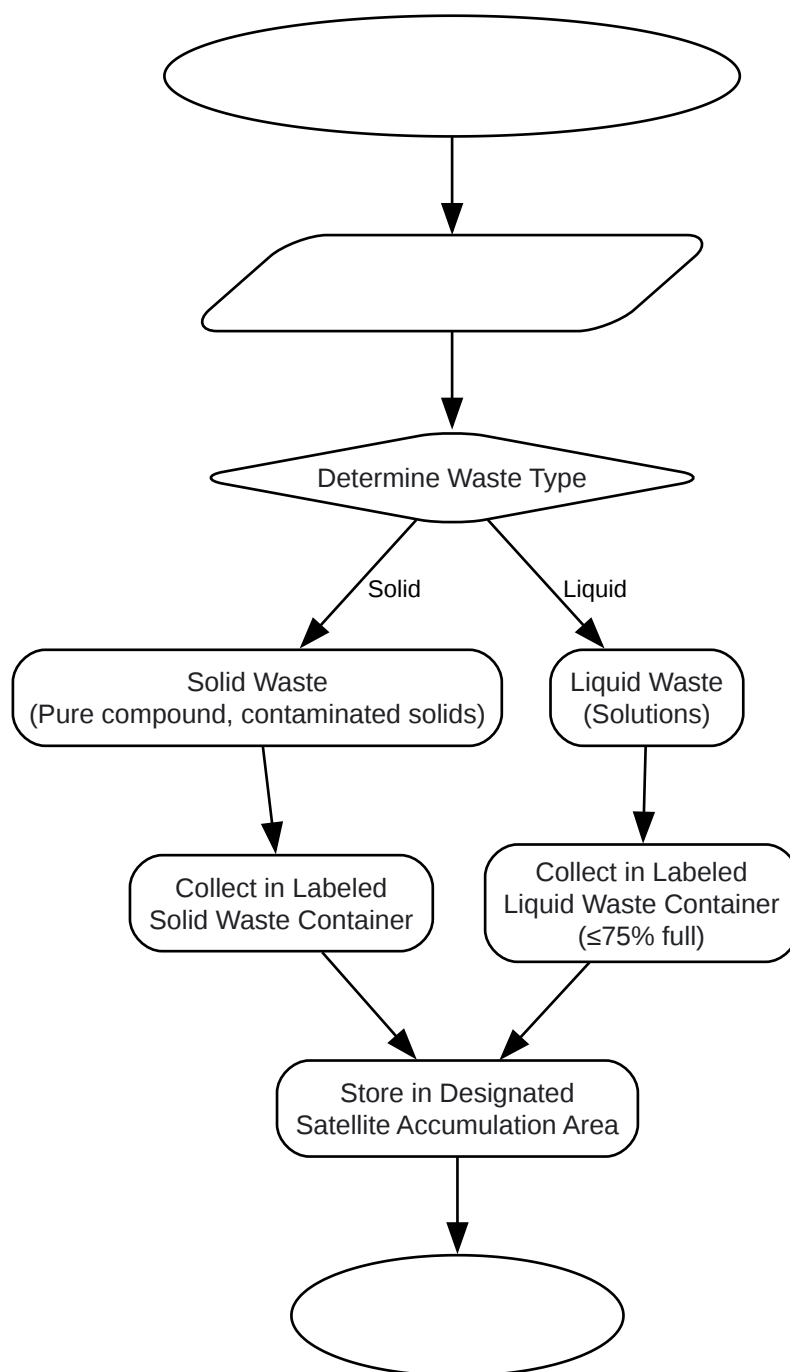 Determine Waste Type
Solid
Liquid
Solid Waste
(Pure compound, contaminated solids)
Liquid Waste
(Solutions)
Collect in Labeled
Solid Waste Container
Collect in Labeled
Liquid Waste Container
(≤75% full)
Store in Designated
Satellite Accumulation Area